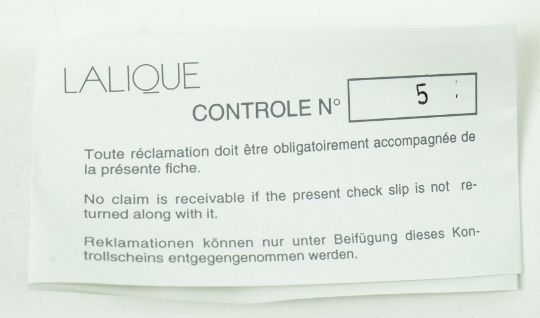 LALIQUE
CONTROLE N° 5
Toute réclamation doit être obligatoirement accompagnée de
la présente fiche.
No claim is receivable if the present check slip is not re-
turned along with it.
Reklamationen können nur unter Beifügung dieses Kon-
trollscheins entgegengenommen werden.